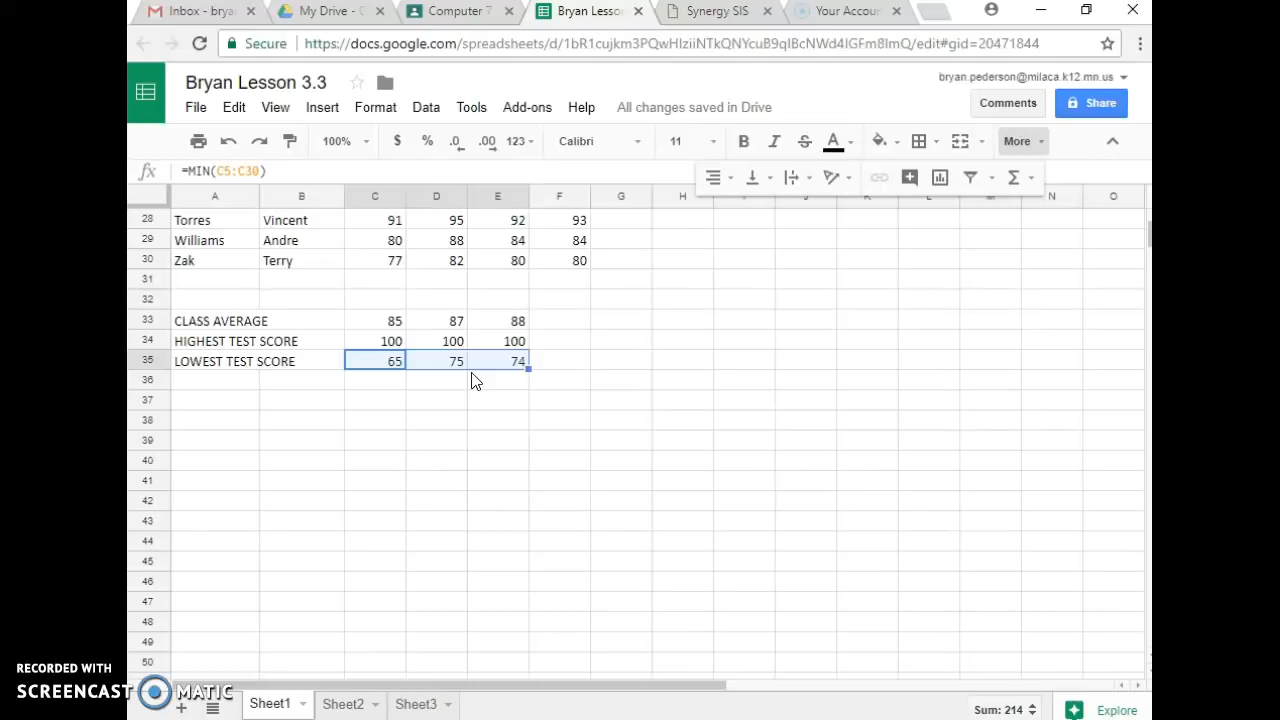 Inbox - brya
My Drive - G
Computer 7
Bryan Lesso
Synergy SIS
Your Accou
Secure
https://docs.google.com/spreadsheets/d/1bR1cujkm3PQwHIziiNTkQNYcuB9qlBcNWd4IGFm8ImQ/edit#gid=20471844
Bryan Lesson 3.3
bryan.pederson@milaca.k12.mn.us
File Edit View Insert Format Data Tools Add-ons Help All changes saved in Drive
Comments
Share
100% $ % .0 .00 123 Calibri 11 B I S A More
fx =MIN(C5:C30)
A B C D E F G H I J K L M N O
28 Torres Vincent 91 95 92 93
29 Williams Andre 80 88 84 84
30 Zak Terry 77 82 80 80
31
32
33 CLASS AVERAGE 85 87 88
34 HIGHEST TEST SCORE 100 100 100
35 LOWEST TEST SCORE 65 75 74
36
37
38
39
40
41
42
43
44
45
46
47
48
49
50
RECORDED WITH
SCREENCAST MATIC
Sheet1 Sheet2 Sheet3
Sum: 214
Explore